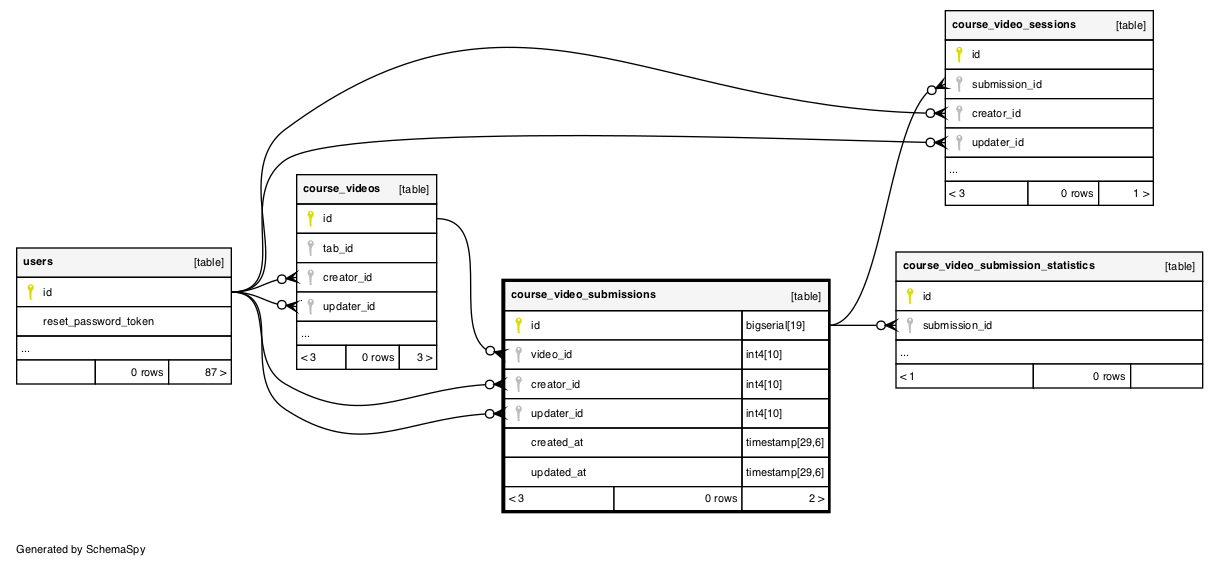 users [table]
id
reset_password_token
...
0 rows 87 >
course_videos [table]
id
tab_id
creator_id
updater_id
...
< 3 0 rows 3 >
course_video_submissions [table]
id bigserial[19]
video_id int4[10]
creator_id int4[10]
updater_id int4[10]
created_at timestamp[29,6]
updated_at timestamp[29,6]
< 3 0 rows 2 >
course_video_sessions [table]
id
submission_id
creator_id
updater_id
...
< 3 0 rows 1 >
course_video_submission_statistics [table]
id
submission_id
...
< 1 0 rows
Generated by SchemaSpy